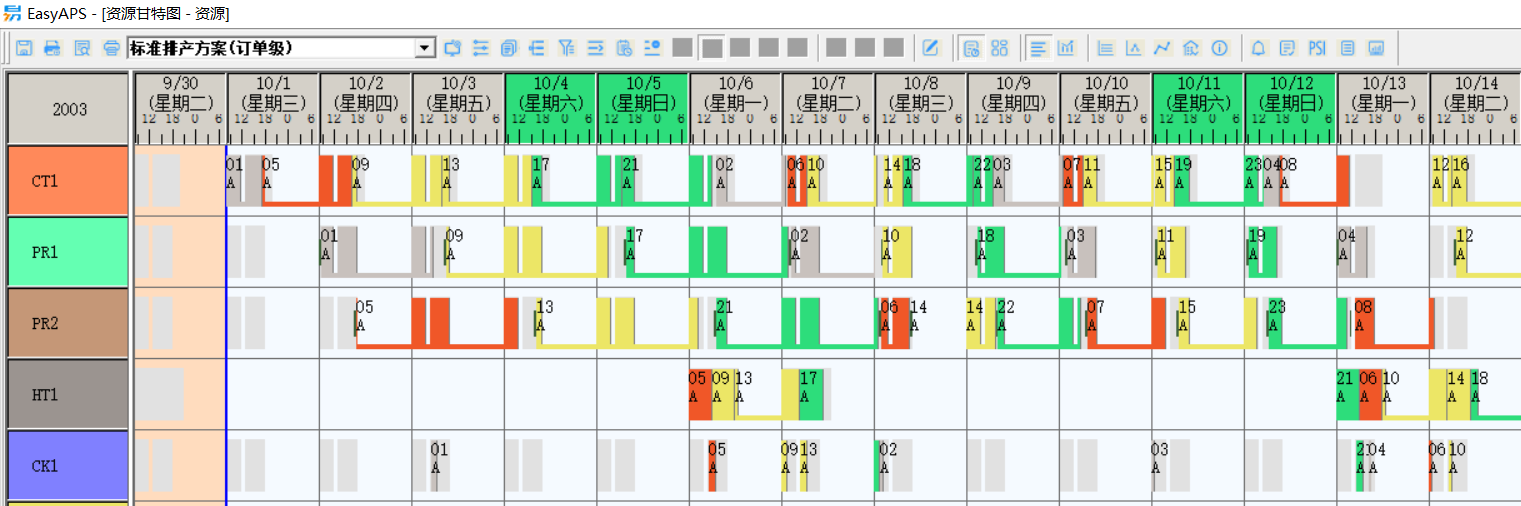 EasyAPS - [资源甘特图 - 资源]
标准排产方案(订单级) PSI
2003 9/30 10/1 10/2 10/3 10/4 10/5 10/6 10/7 10/8 10/9 10/10 10/11 10/12 10/13 10/14
(星期二) (星期三) (星期四) (星期五) (星期六) (星期日) (星期一) (星期二) (星期三) (星期四) (星期五) (星期六) (星期日) (星期一) (星期二)
12 18 0 6 12 18 0 6 12 18 0 6 12 18 0 6 12 18 0 6 12 18 0 6 12 18 0 6 12 18 0 6 12 18 0 6 12 18 0 6 12 18 0 6 12 18 0 6 12 18 0 6 12 18 0 6 12 18 0 6
CT1 01 05 09 13 17 21 02 06 10 14 18 22 03 07 11 15 19 23 04 08 12 16
A A A A A A A A A A A A A A A A A A A A A A
PR1 01 09 17 02 10 18 03 11 19 04 12
A A A A A A A A A A A
PR2 05 13 21 06 14 14 22 07 15 23 08
A A A A A A A A A A A
HT1 05 09 13 17 21 06 10 14 18
A A A A A A A A A
CK1 01 05 09 13 02 03 04 06 10
A A A A A A A A A A